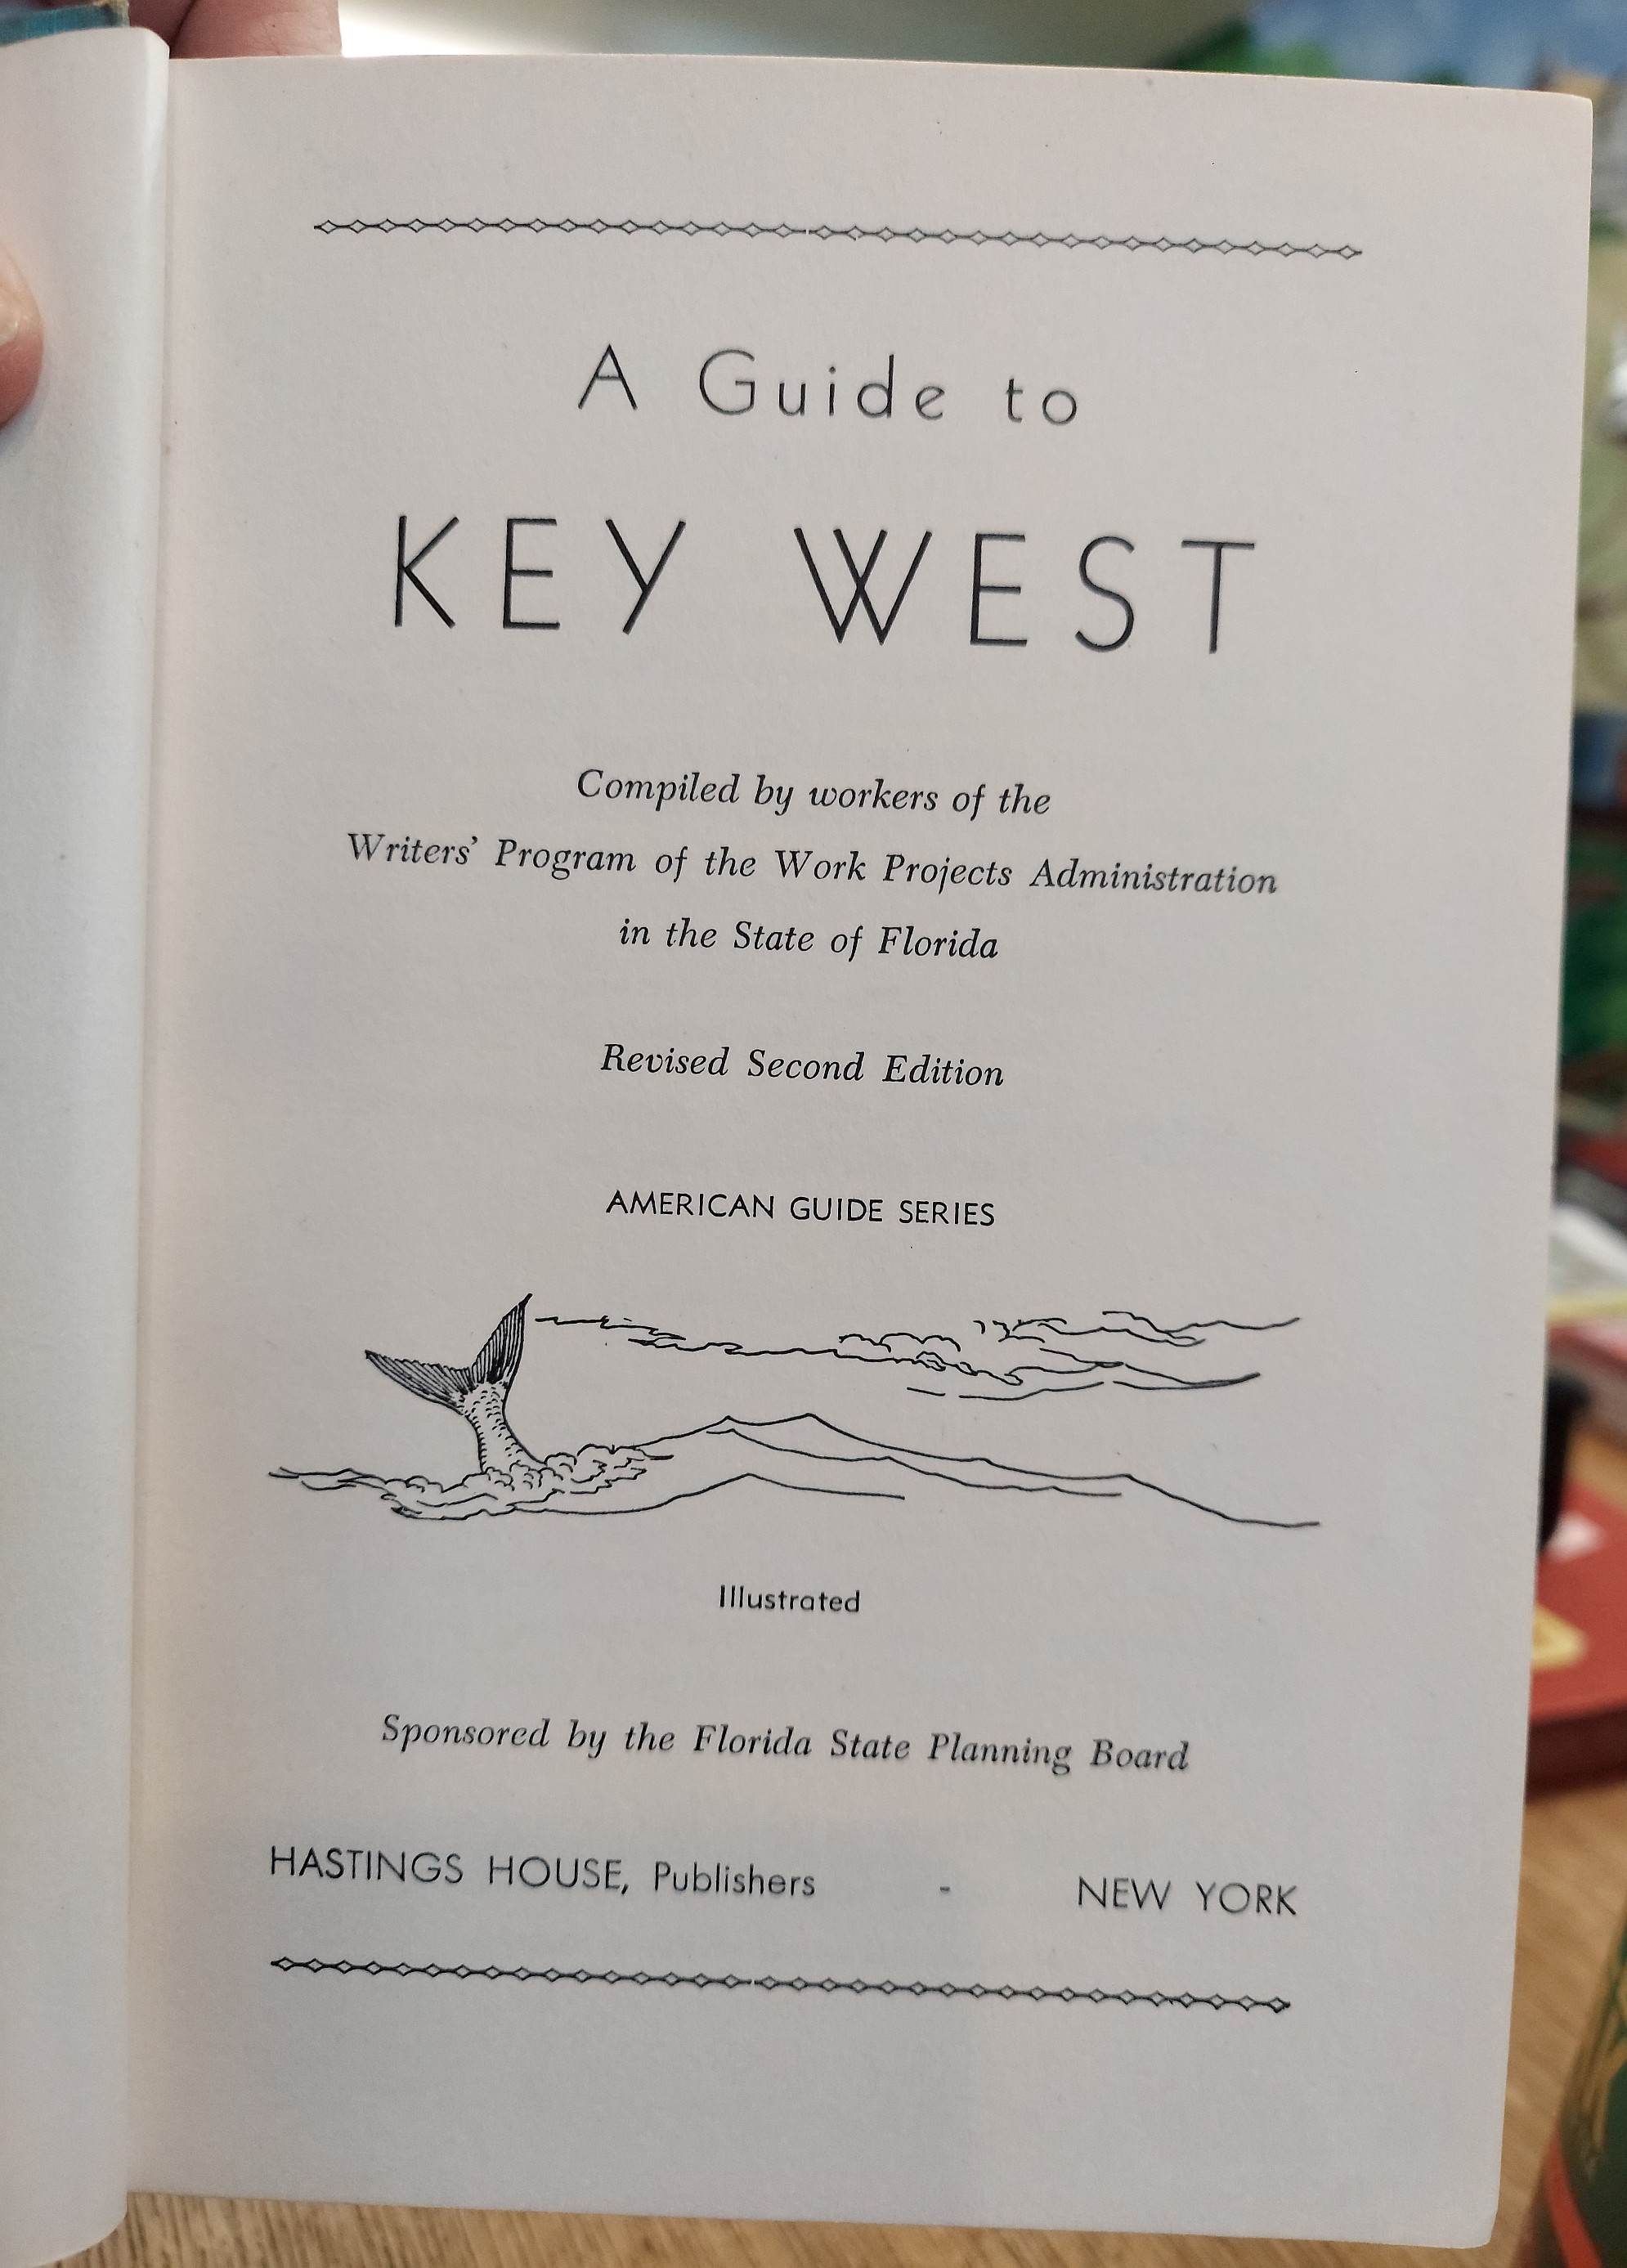 A Guide to
KEY WEST
Compiled by workers of the
Writers' Program of the Work Projects Administration
in the State of Florida
Revised Second Edition
AMERICAN GUIDE SERIES
Illustrated
Sponsored by the Florida State Planning Board
HASTINGS HOUSE, Publishers - NEW YORK